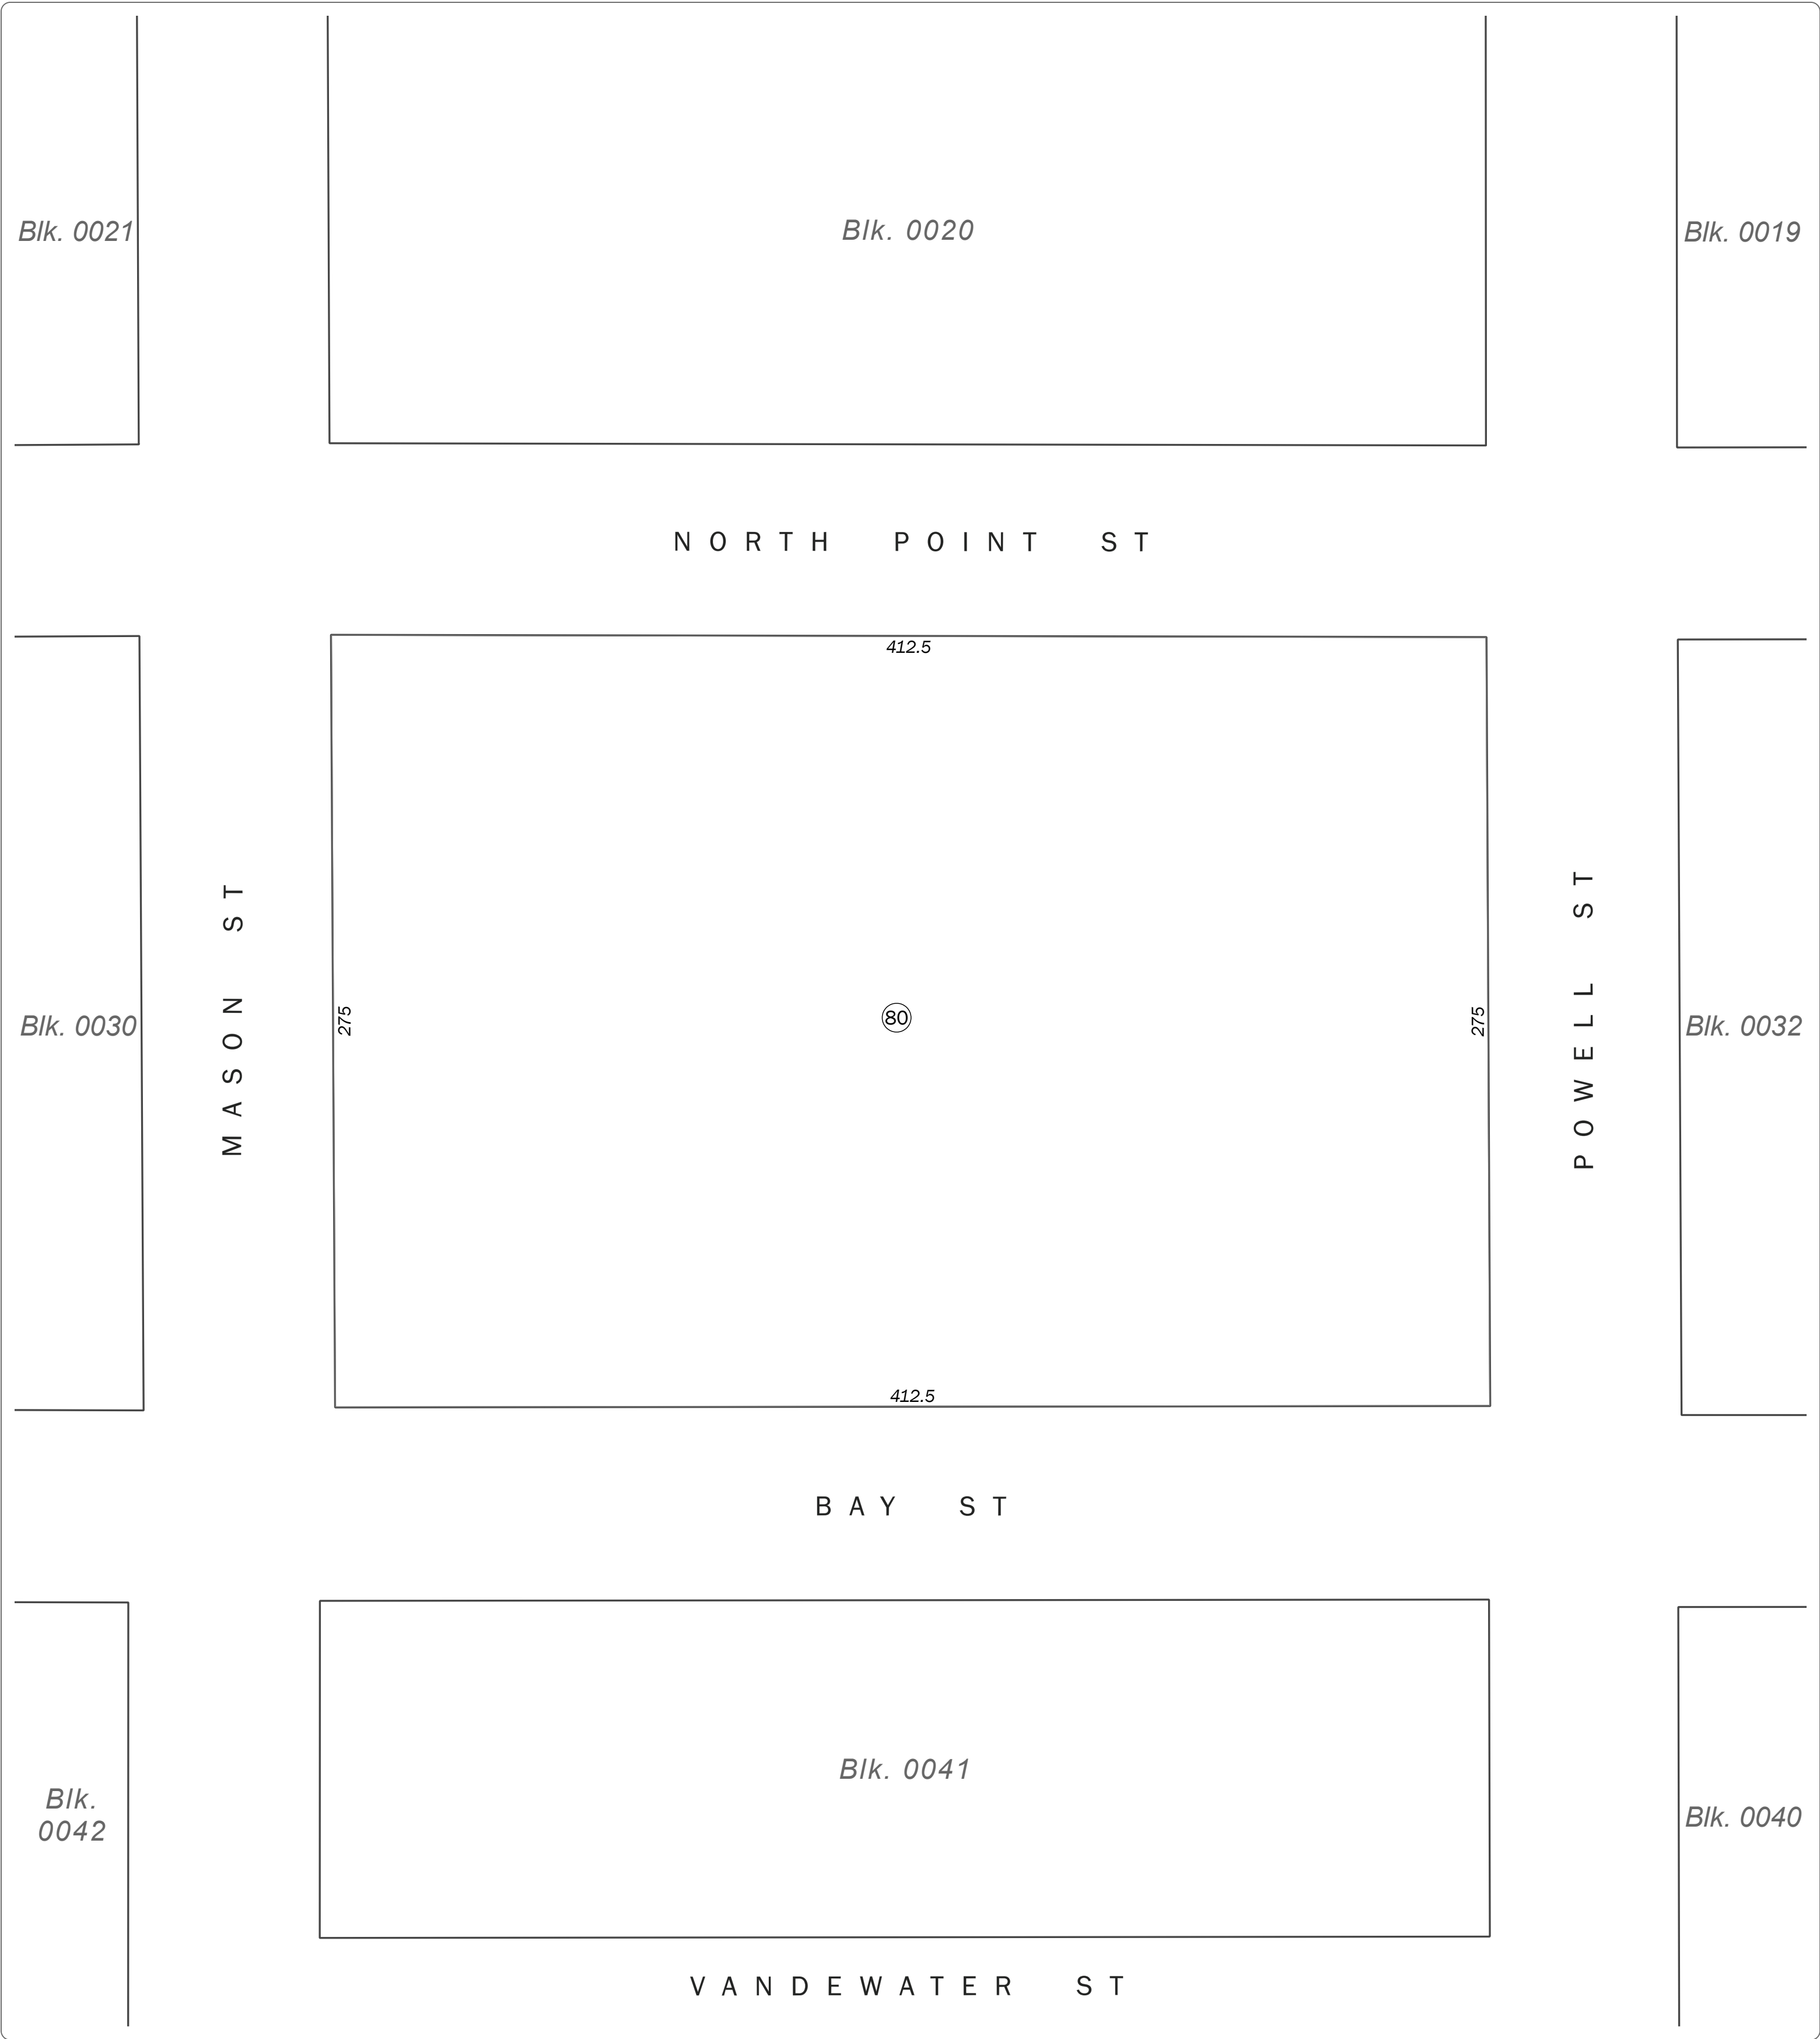 Blk. 0021
Blk. 0020
Blk. 0019
NORTH POINT ST
412.5
MASON ST
POWELL ST
Blk. 0030
275
80
275
Blk. 0032
412.5
BAY ST
Blk. 0041
Blk.
0042
Blk. 0040
VANDEWATER ST